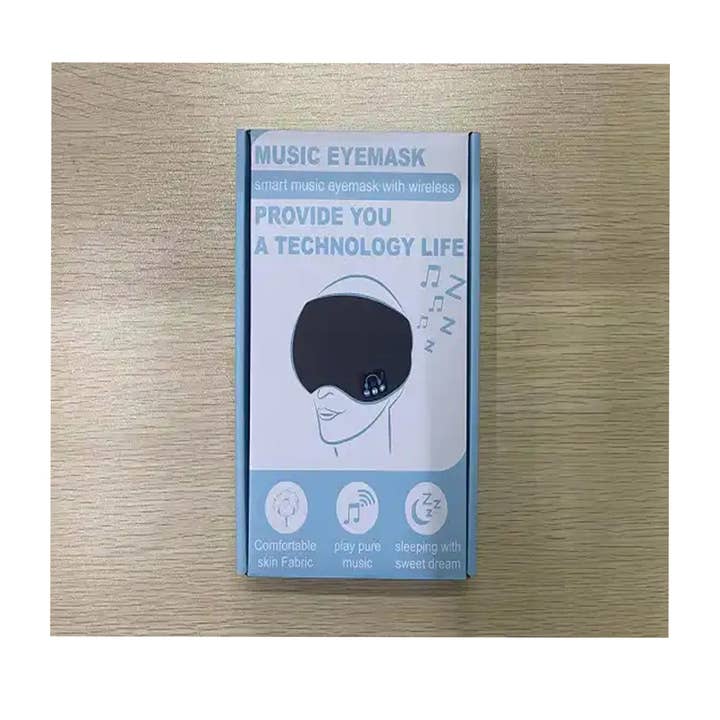 MUSIC EYEMASK
smart music eyemask with wireless
PROVIDE YOU
A TECHNOLOGY LIFE
Z
Z
Z
Z
Z
Z
Comfortable
skin Fabric
play pure
music
sleeping with
sweet dream